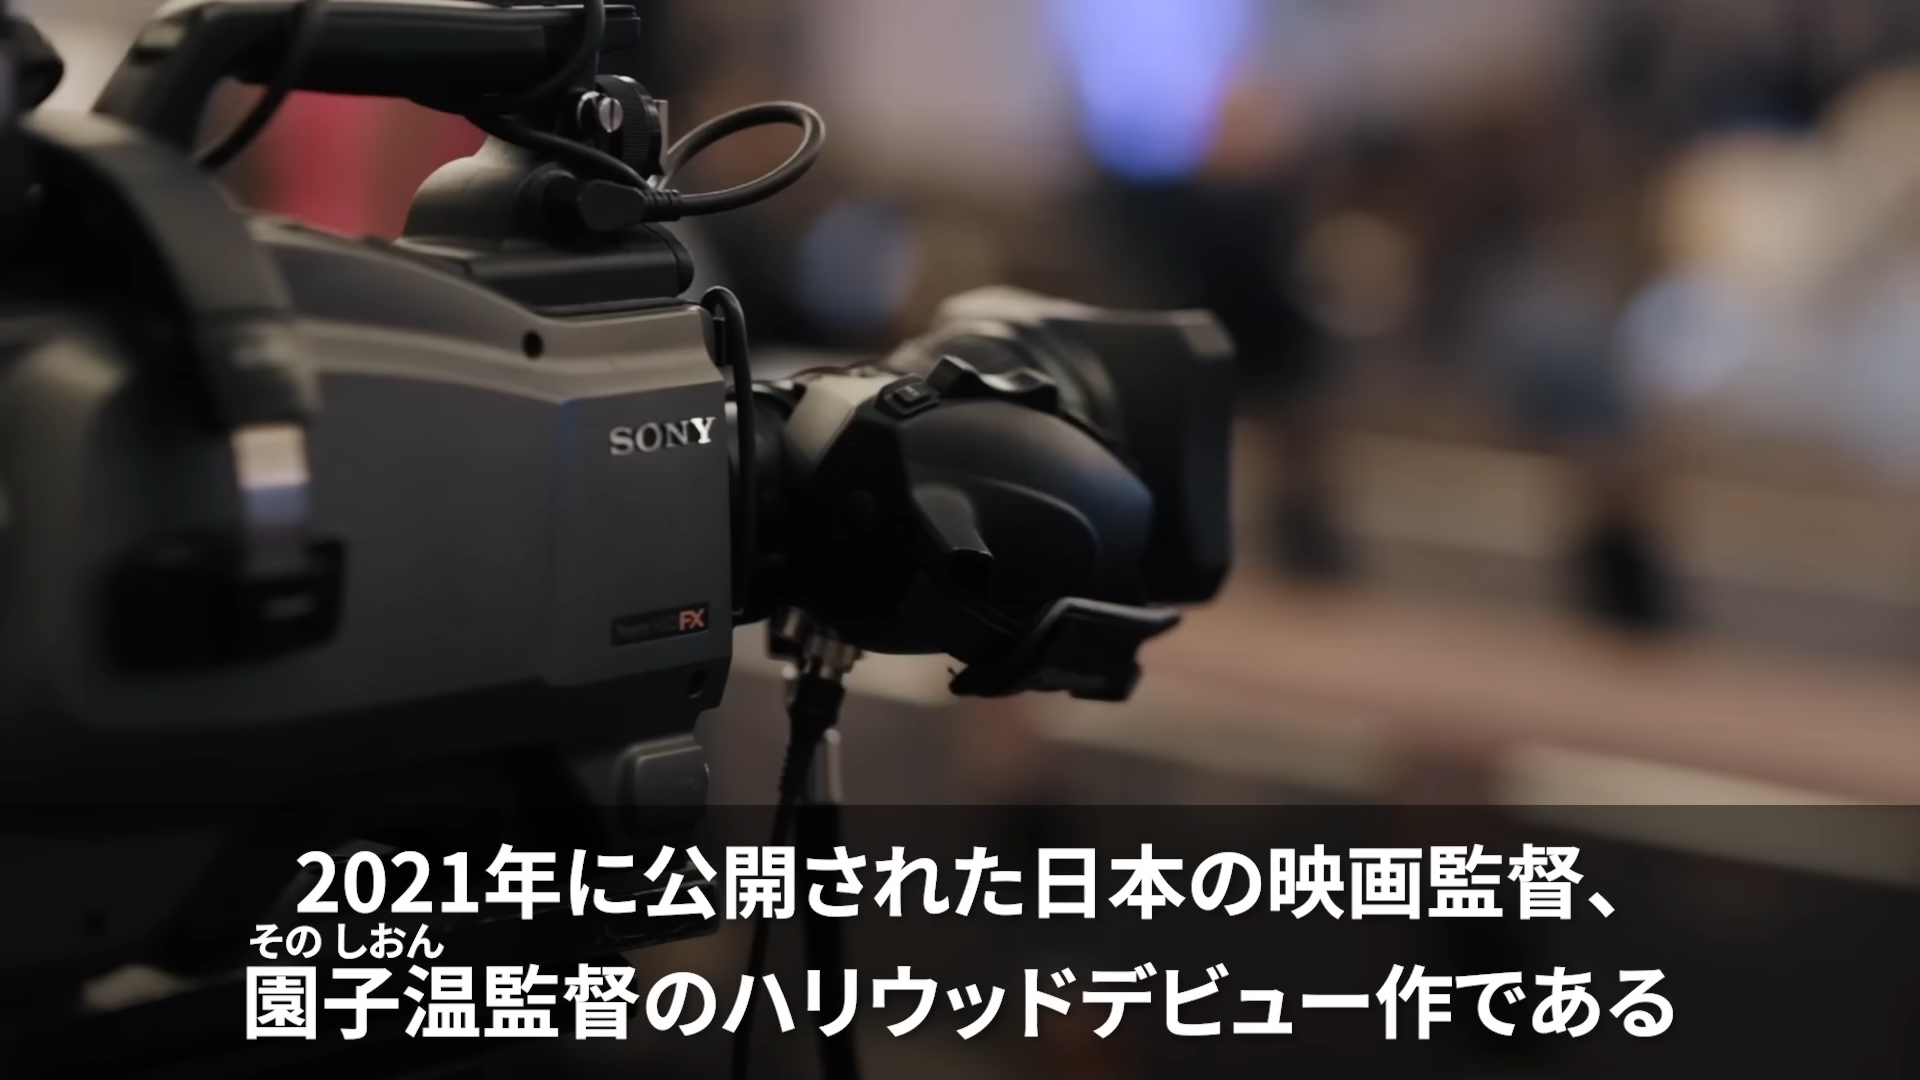 SONY
FX
2021年に公開された日本の映画監督、
その しおん
園子温監督のハリウッドデビュー作である